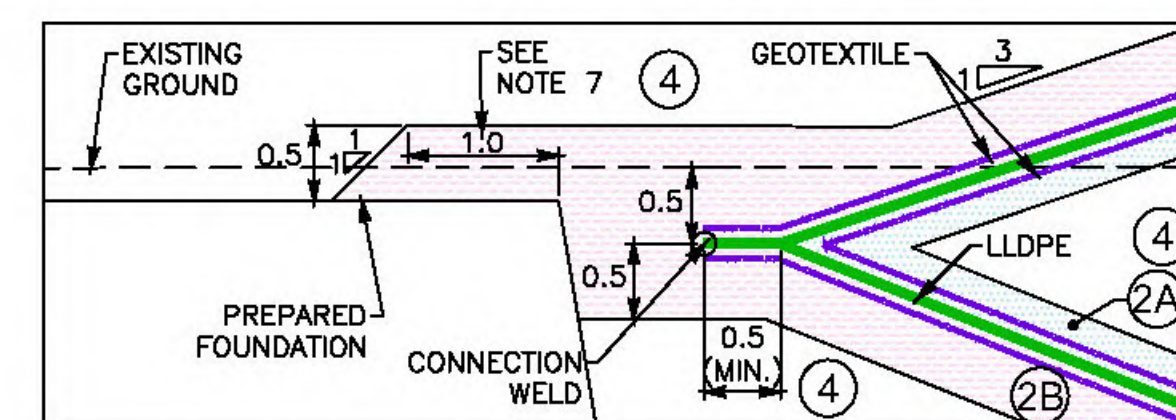 EXISTING
GROUND
SEE
NOTE 7
4
GEOTEXTILE
3
1
0.5
1
1
1.0
0.5
0.5
LLDPE
4
2A
PREPARED
FOUNDATION
CONNECTION
WELD
0.5
(MIN.)
4
2B